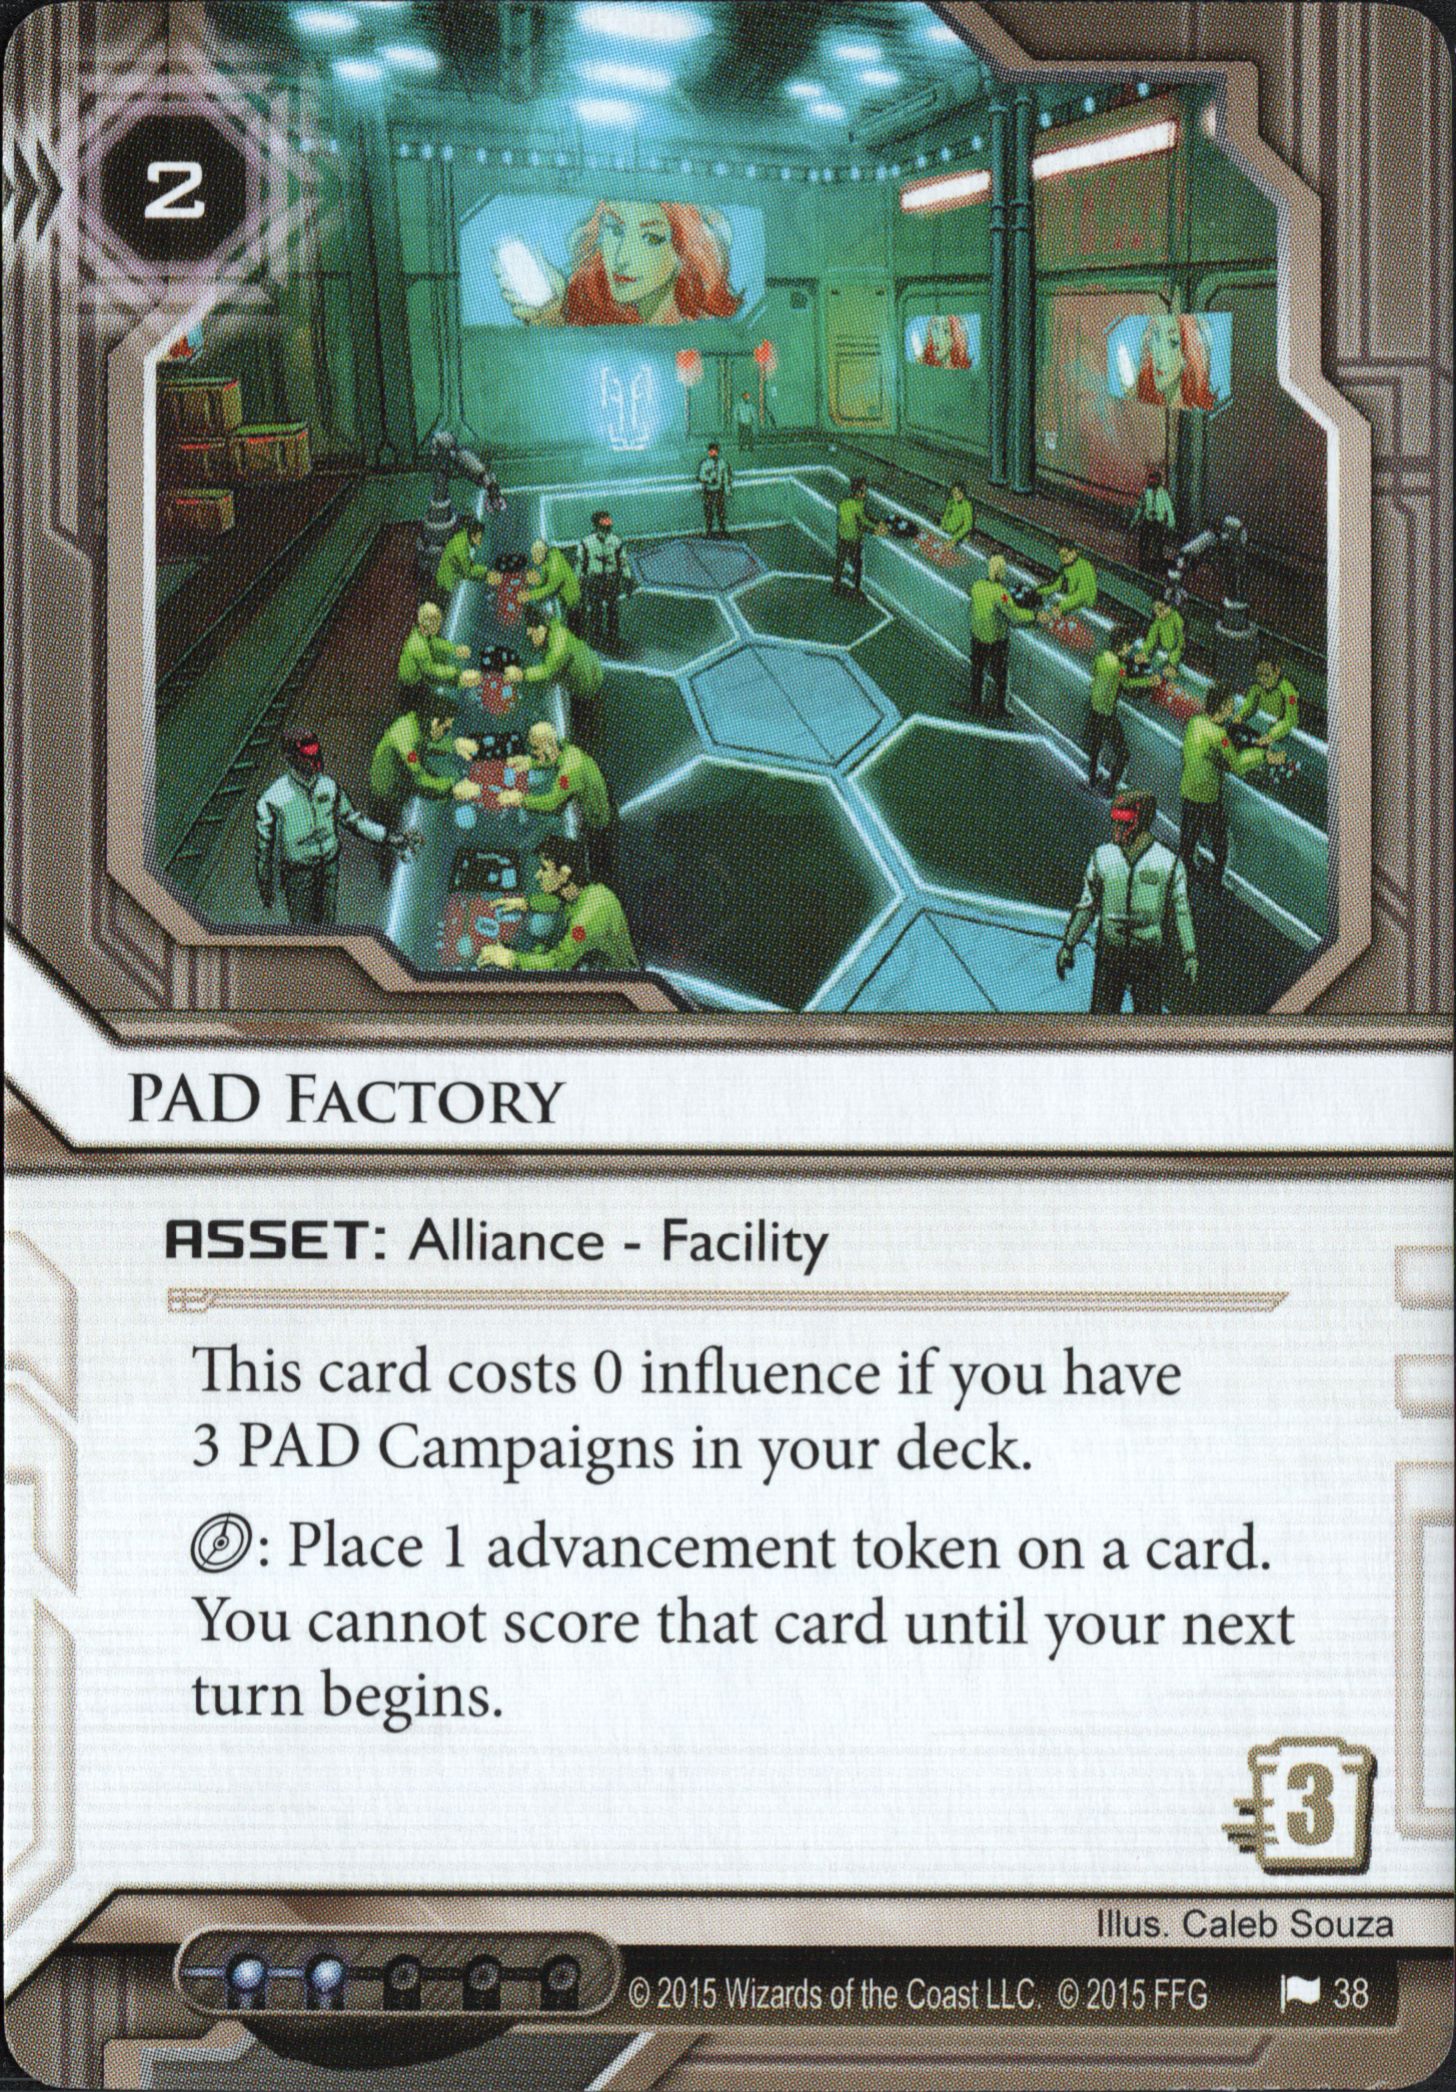 2
PAD Factory
ASSET: Alliance - Facility
This card costs 0 influence if you have
3 PAD Campaigns in your deck.
: Place 1 advancement token on a card.
You cannot score that card until your next
turn begins.
3
Illus. Caleb Souza
© 2015 Wizards of the Coast LLC. © 2015 FFG 38